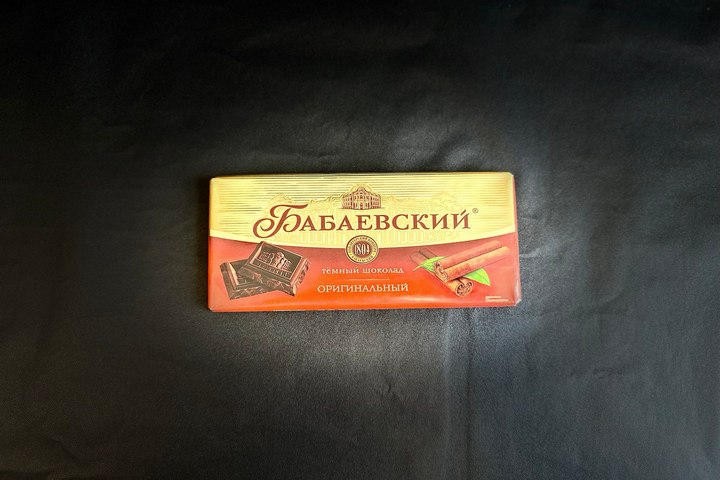 БАБАЕВСКИЙ®
1804
ТЁМНЫЙ ШОКОЛАД
ОРИГИНАЛЬНЫЙ